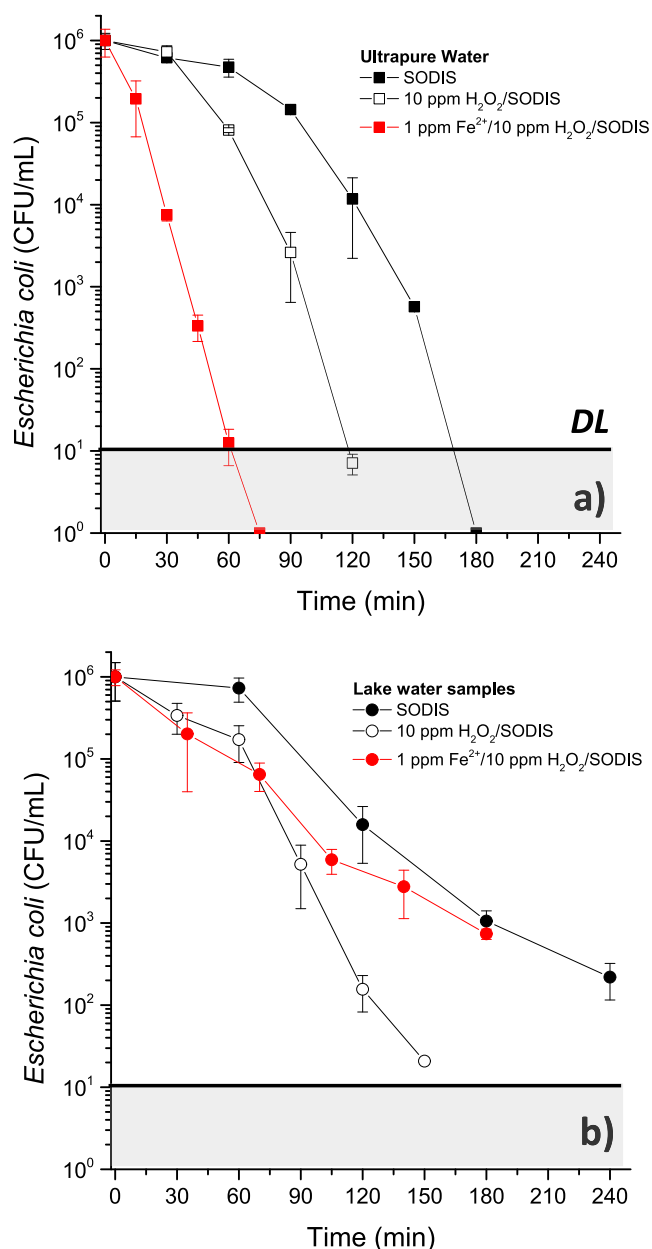 Escherichia coli (CFU/mL)
10⁶
10⁵
10⁴
10³
10²
10¹
10⁰
Ultrapure Water
SODIS
10 ppm H₂O₂/SODIS
1 ppm Fe²⁺/10 ppm H₂O₂/SODIS
DL
a)
0 30 60 90 120 150 180 210 240
Time (min)
Escherichia coli (CFU/mL)
10⁶
10⁵
10⁴
10³
10²
10¹
10⁰
Lake water samples
SODIS
10 ppm H₂O₂/SODIS
1 ppm Fe²⁺/10 ppm H₂O₂/SODIS
b)
0 30 60 90 120 150 180 210 240
Time (min)